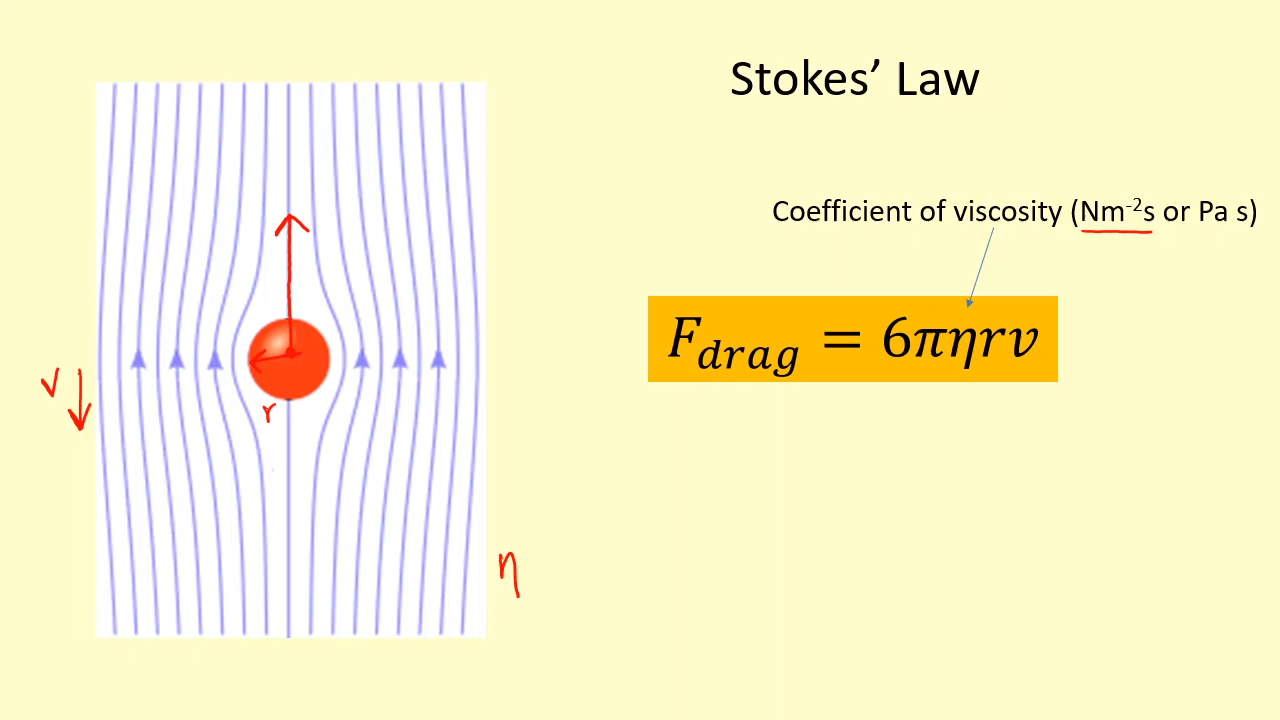 Stokes’ Law
Coefficient of viscosity (Nm⁻²s or Pa s)
F_drag = 6πηrv
v
r
η